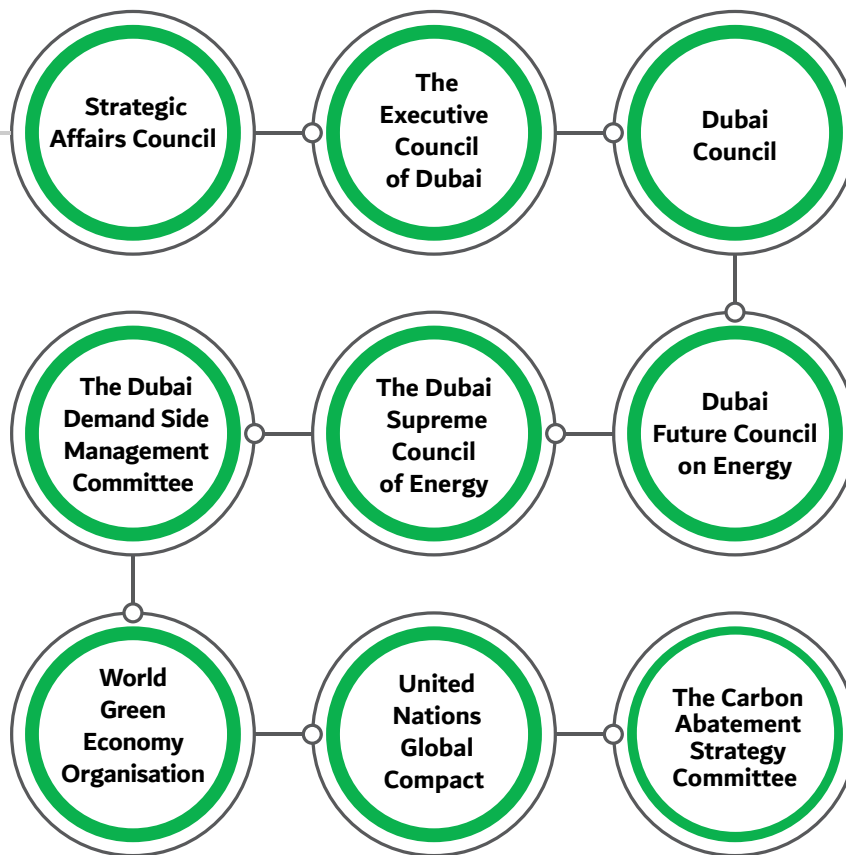 Strategic
Affairs Council
The
Executive
Council
of Dubai
Dubai
Council
Dubai
Future Council
on Energy
The Dubai
Supreme
Council
of Energy
The Dubai
Demand Side
Management
Committee
World
Green
Economy
Organisation
United
Nations
Global
Compact
The Carbon
Abatement
Strategy
Committee